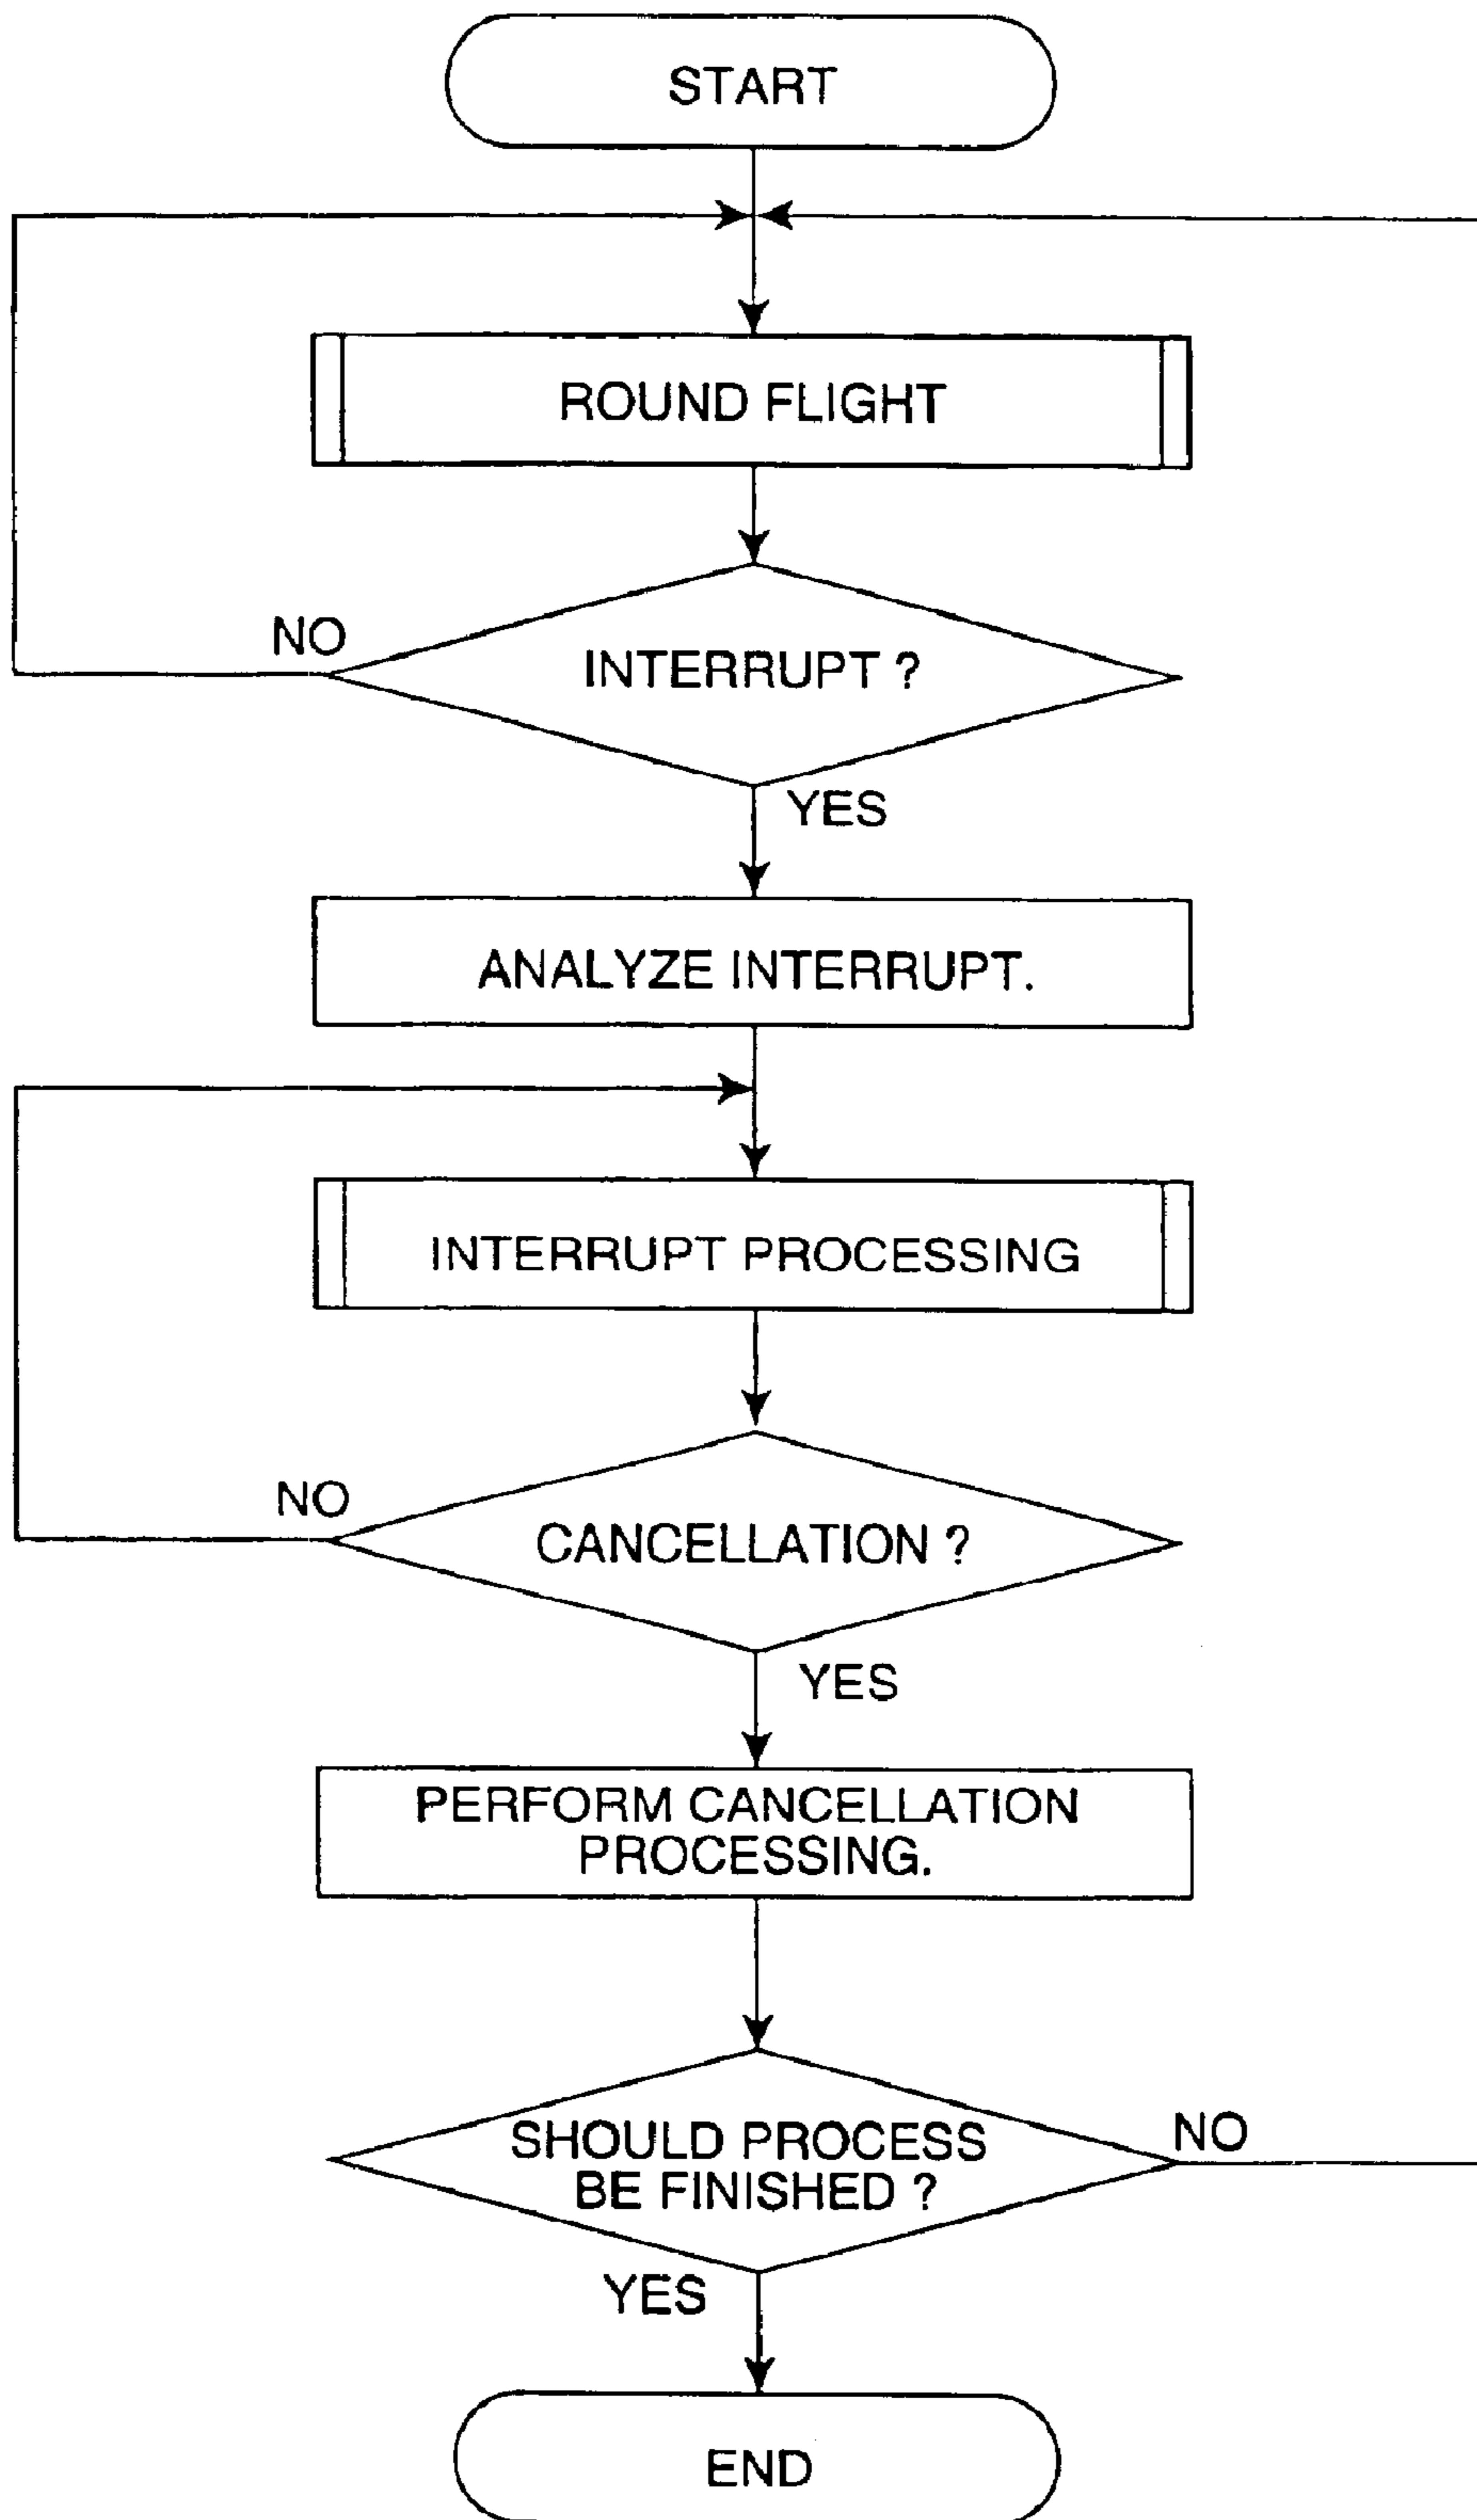 START
ROUND FLIGHT
NO
INTERRUPT ?
YES
ANALYZE INTERRUPT.
INTERRUPT PROCESSING
NO
CANCELLATION ?
YES
PERFORM CANCELLATION
PROCESSING.
SHOULD PROCESS
BE FINISHED ?
NO
YES
END